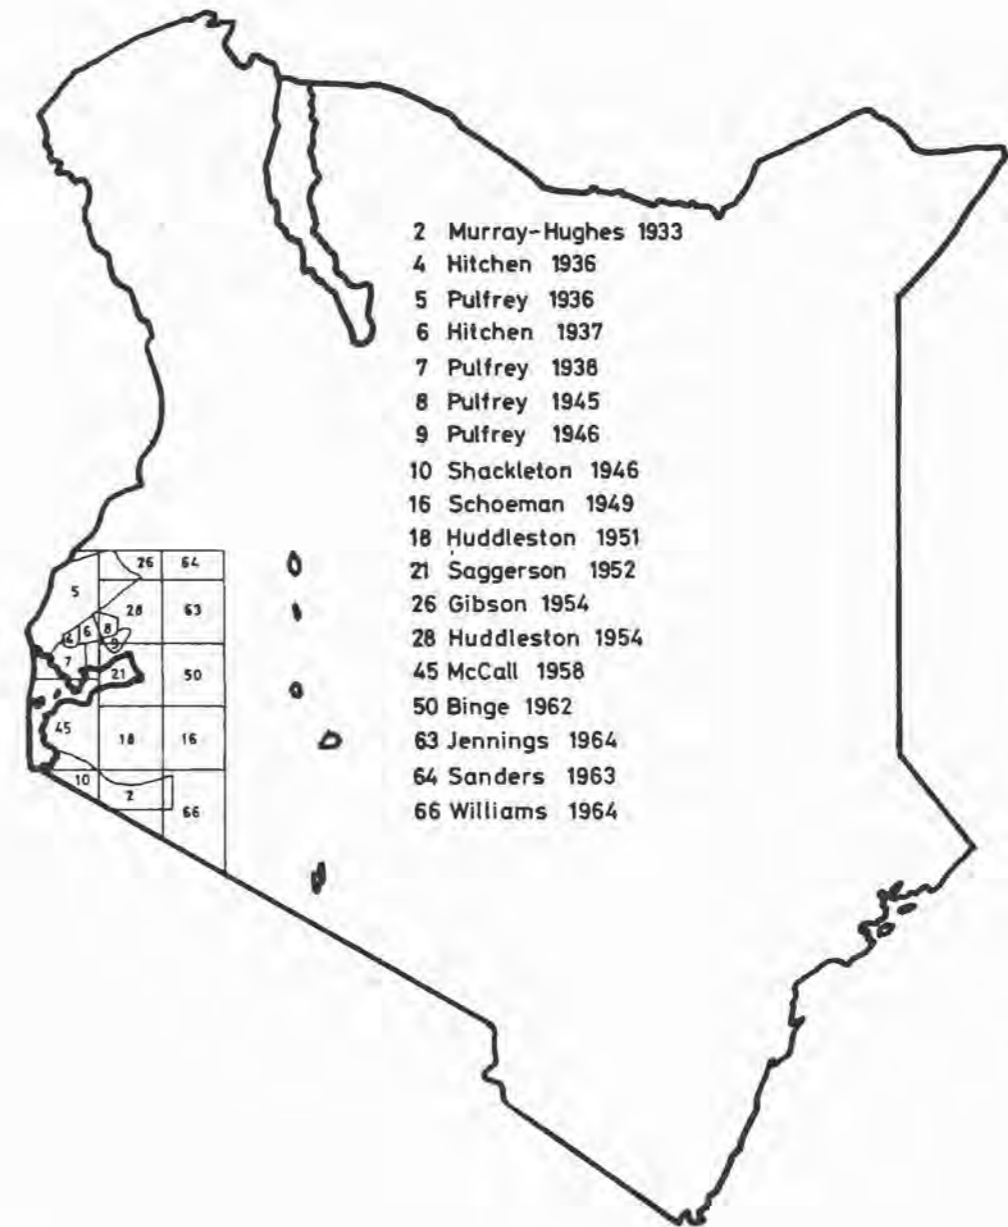 2 Murray-Hughes 1933
4 Hitchen 1936
5 Pulfrey 1936
6 Hitchen 1937
7 Pulfrey 1938
8 Pulfrey 1945
9 Pulfrey 1946
10 Shackleton 1946
16 Schoeman 1949
18 Huddleston 1951
21 Saggerson 1952
26 Gibson 1954
28 Huddleston 1954
45 McCall 1958
50 Binge 1962
63 Jennings 1964
64 Sanders 1963
66 Williams 1964
26 64
5 28 63
4 6 8
9
7 21 50
45 18 16
10 2 66